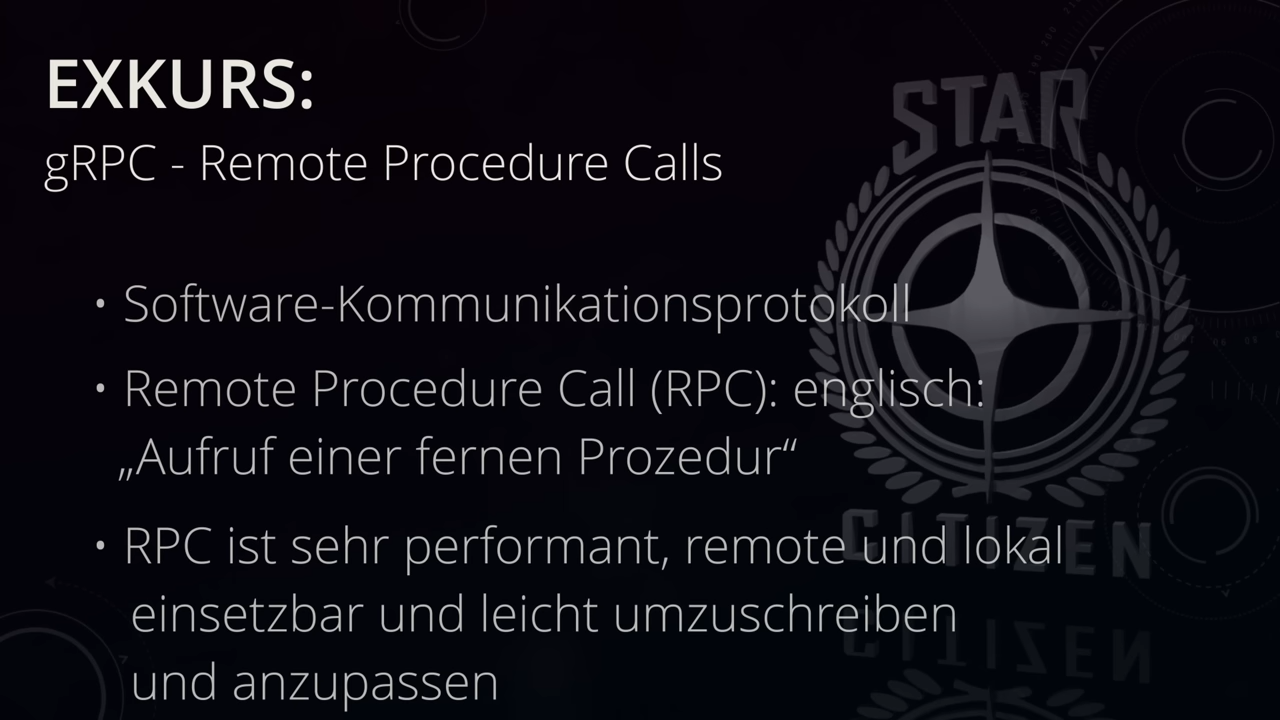 EXKURS:
gRPC - Remote Procedure Calls
• Software-Kommunikationsprotokoll
• Remote Procedure Call (RPC): englisch:
„Aufruf einer fernen Prozedur“
• RPC ist sehr performant, remote und lokal
einsetzbar und leicht umzuschreiben
und anzupassen
STAR
CITIZEN